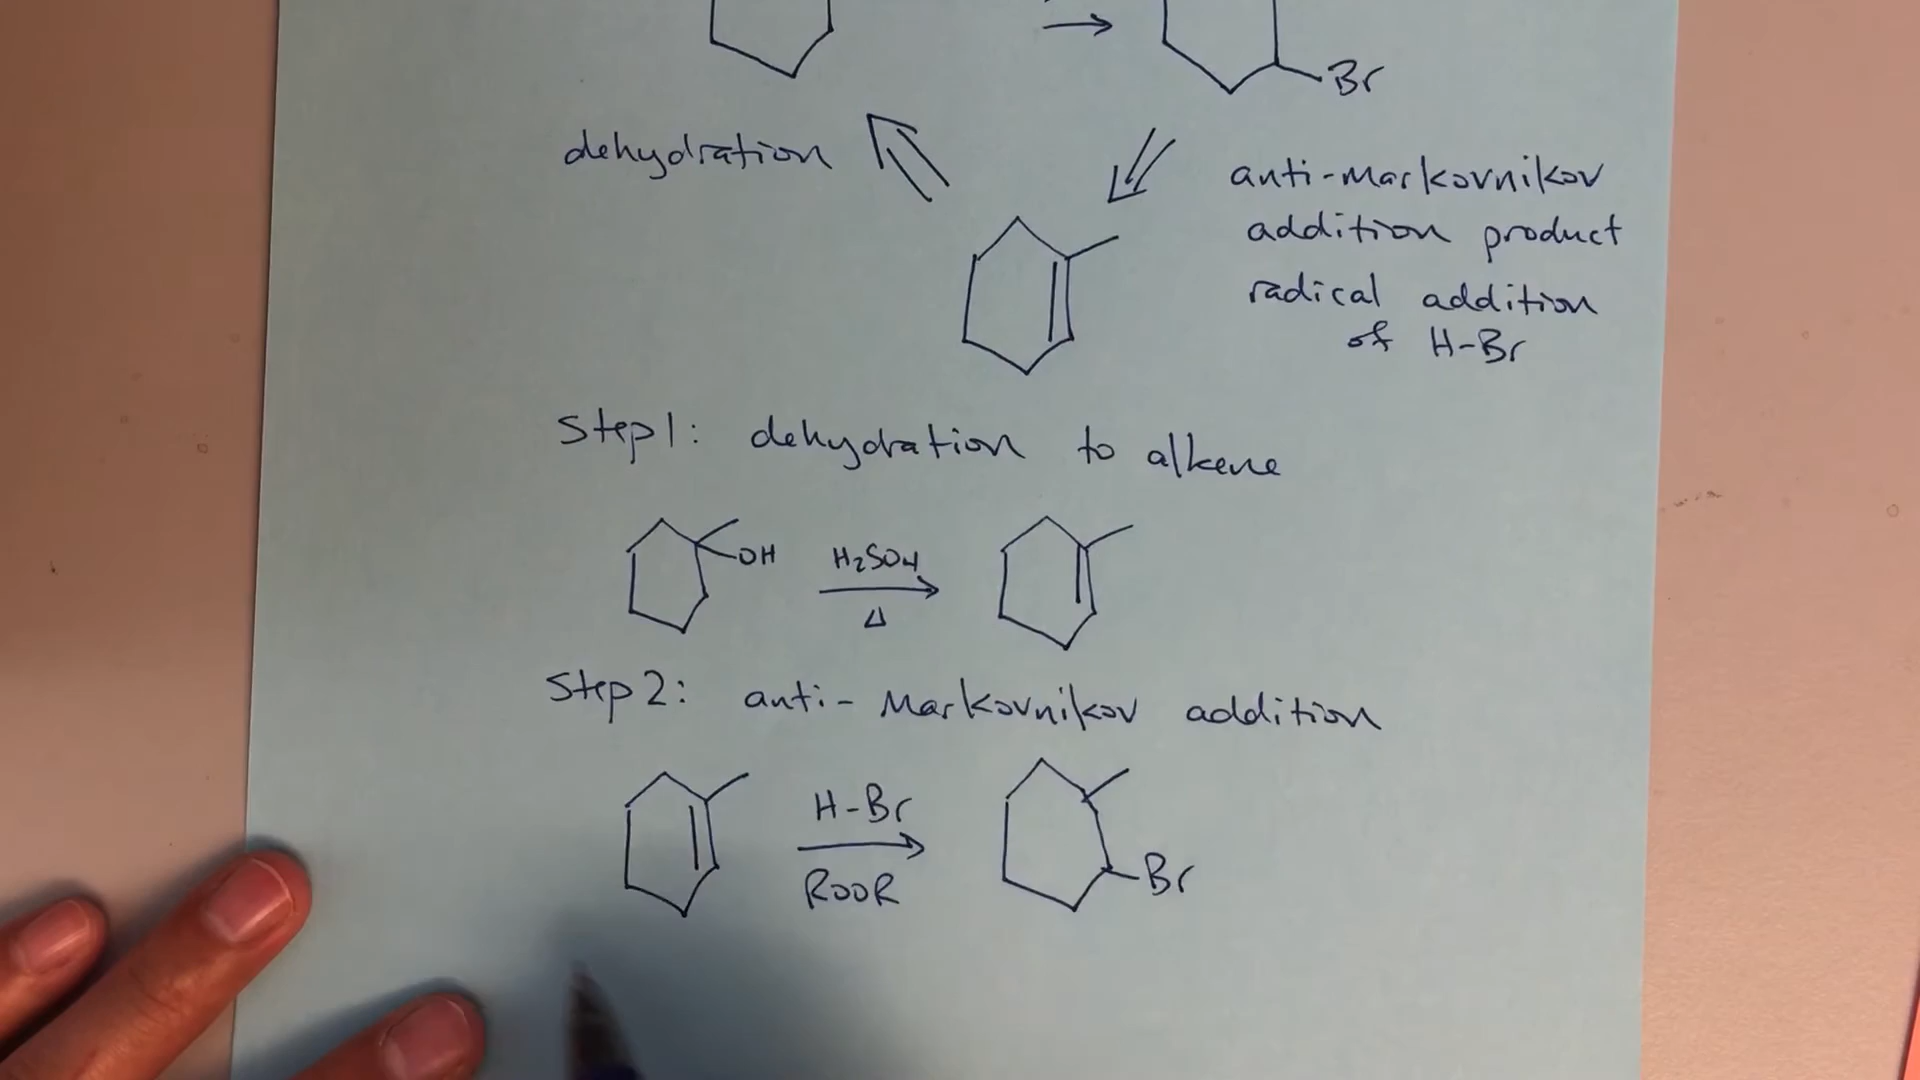 Br
dehydration
anti-Markovnikov
addition product
radical addition
of H-Br
Step 1: dehydration to alkene
OH
H₂SO₄
Δ
Step 2: anti-Markovnikov addition
H-Br
ROOR
Br